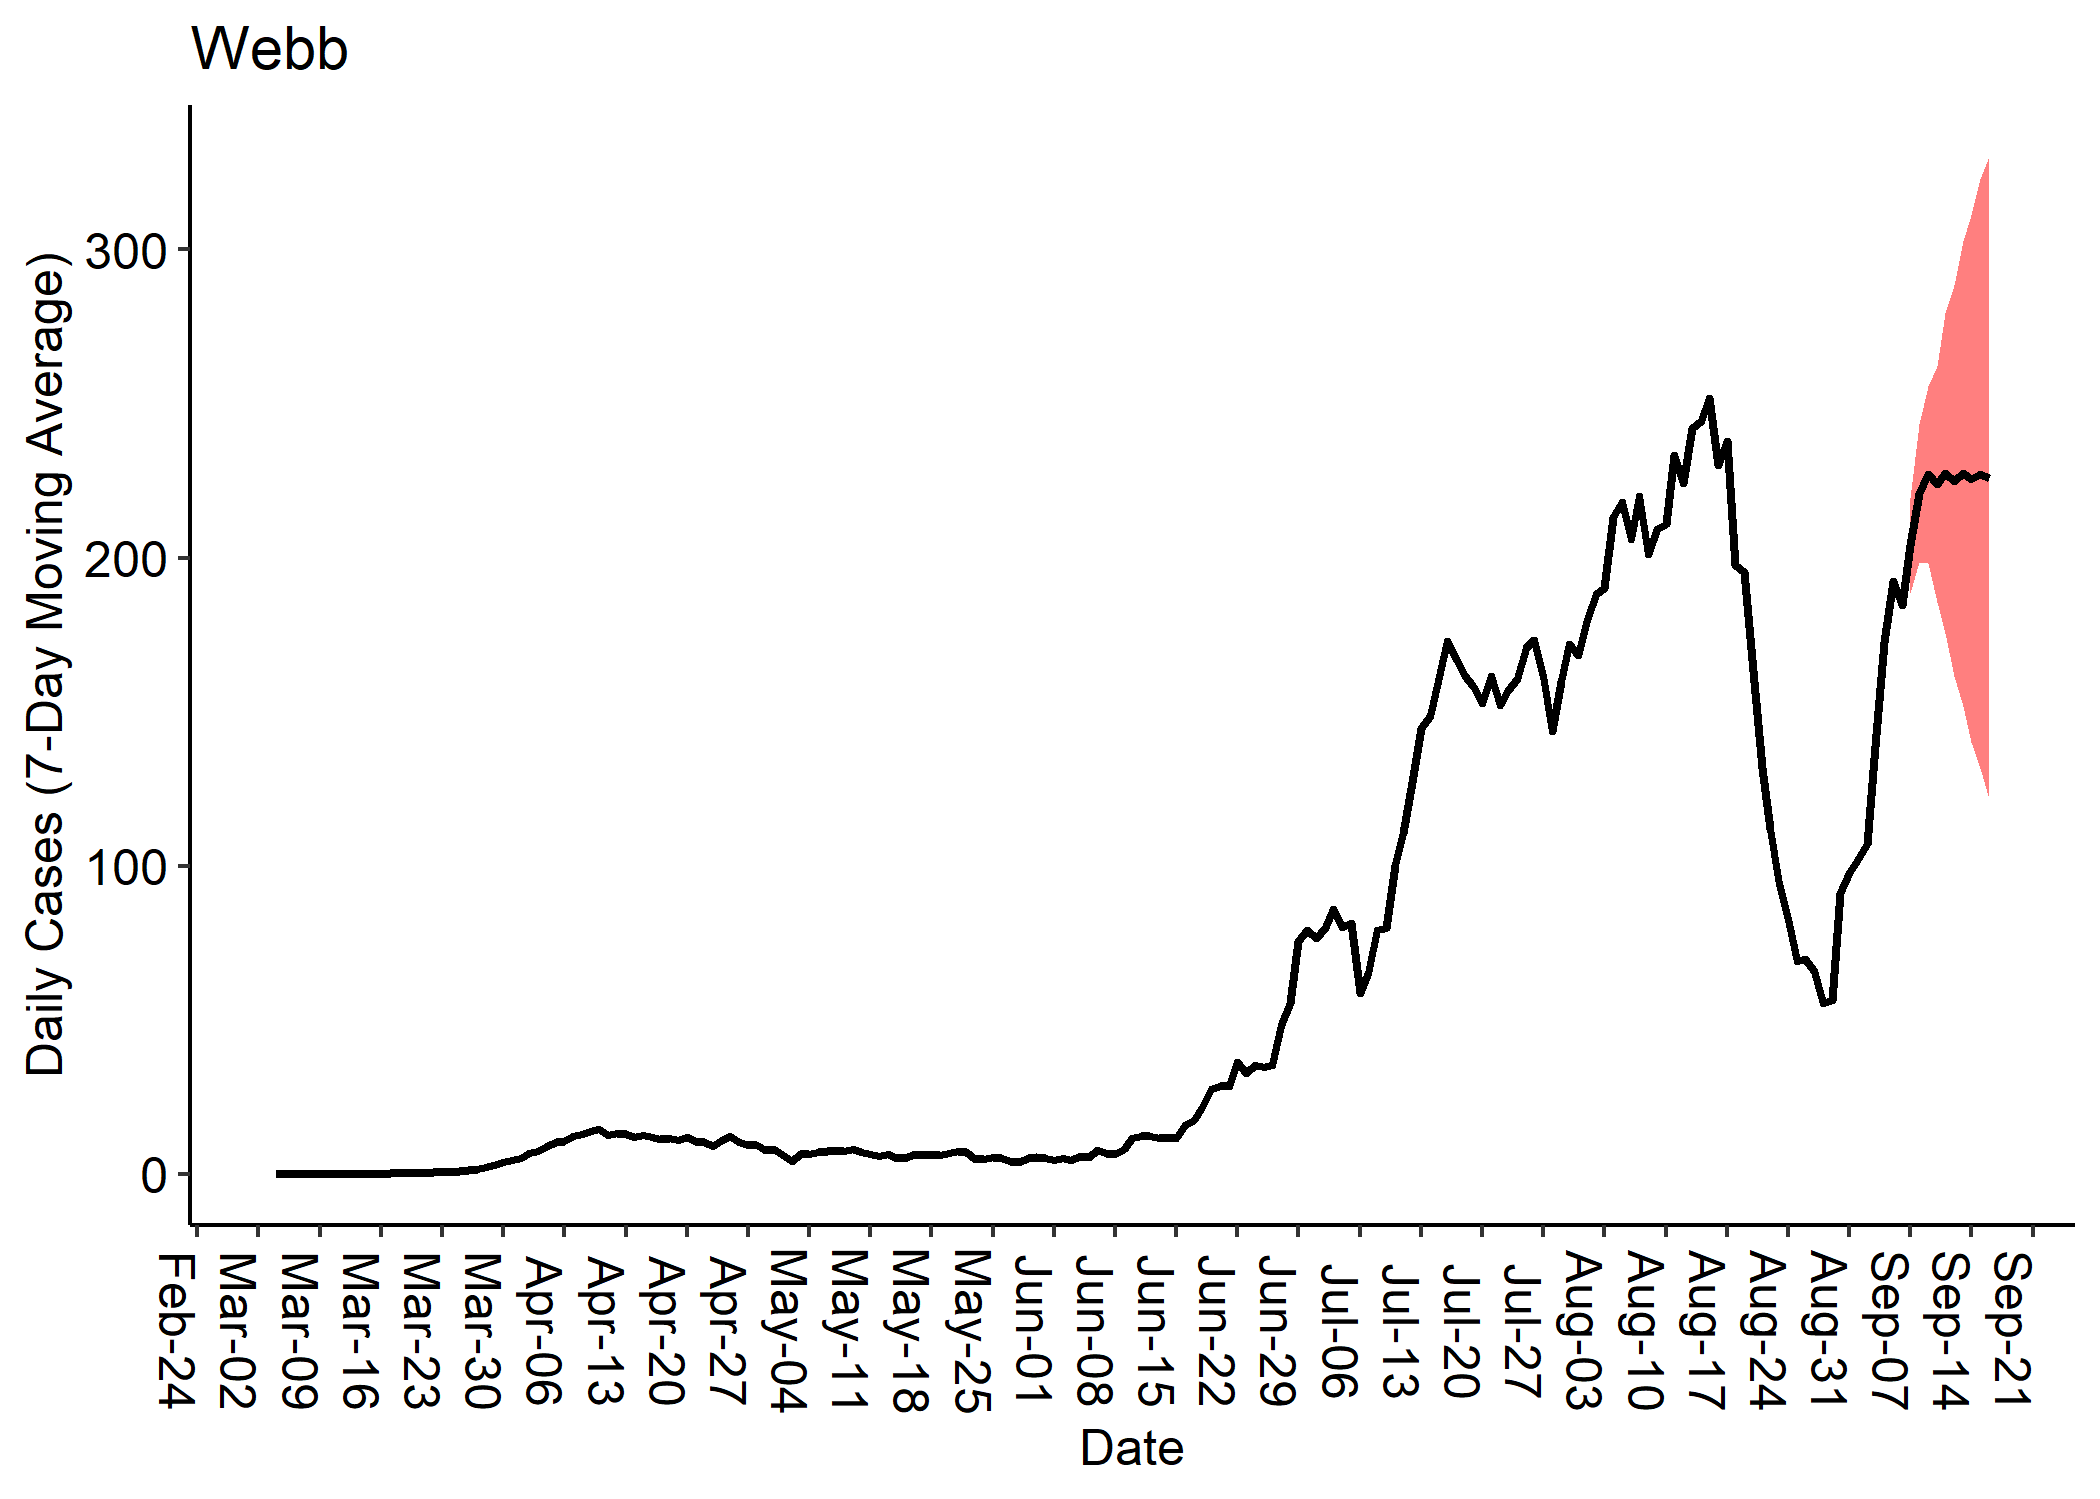 Webb
Daily Cases (7-Day Moving Average)
300
200
100
0
Feb-24
Mar-02
Mar-09
Mar-16
Mar-23
Mar-30
Apr-06
Apr-13
Apr-20
Apr-27
May-04
May-11
May-18
May-25
Jun-01
Jun-08
Jun-15
Jun-22
Jun-29
Jul-06
Jul-13
Jul-20
Jul-27
Aug-03
Aug-10
Aug-17
Aug-24
Aug-31
Sep-07
Sep-14
Sep-21
Date